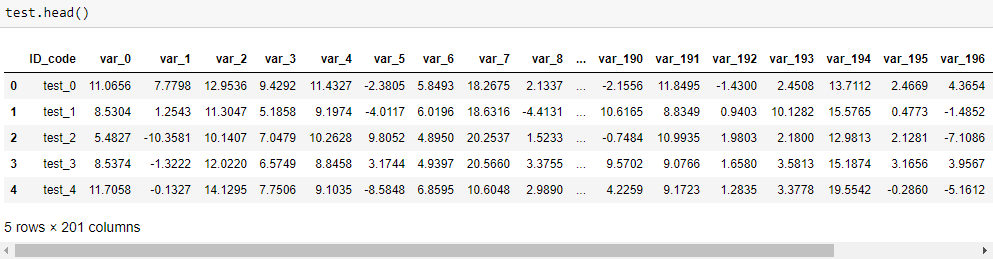 test.head()
ID_code var_0 var_1 var_2 var_3 var_4 var_5 var_6 var_7 var_8 ... var_190 var_191 var_192 var_193 var_194 var_195 var_196
0 test_0 11.0656 7.7798 12.9536 9.4292 11.4327 -2.3805 5.8493 18.2675 2.1337 ... -2.1556 11.8495 -1.4300 2.4508 13.7112 2.4669 4.3654
1 test_1 8.5304 1.2543 11.3047 5.1858 9.1974 -4.0117 6.0196 18.6316 -4.4131 ... 10.6165 8.8349 0.9403 10.1282 15.5765 0.4773 -1.4852
2 test_2 5.4827 -10.3581 10.1407 7.0479 10.2628 9.8052 4.8950 20.2537 1.5233 ... -0.7484 10.9935 1.9803 2.1800 12.9813 2.1281 -7.1086
3 test_3 8.5374 -1.3222 12.0220 6.5749 8.8458 3.1744 4.9397 20.5660 3.3755 ... 9.5702 9.0766 1.6580 3.5813 15.1874 3.1656 3.9567
4 test_4 11.7058 -0.1327 14.1295 7.7506 9.1035 -8.5848 6.8595 10.6048 2.9890 ... 4.2259 9.1723 1.2835 3.3778 19.5542 -0.2860 -5.1612
5 rows × 201 columns